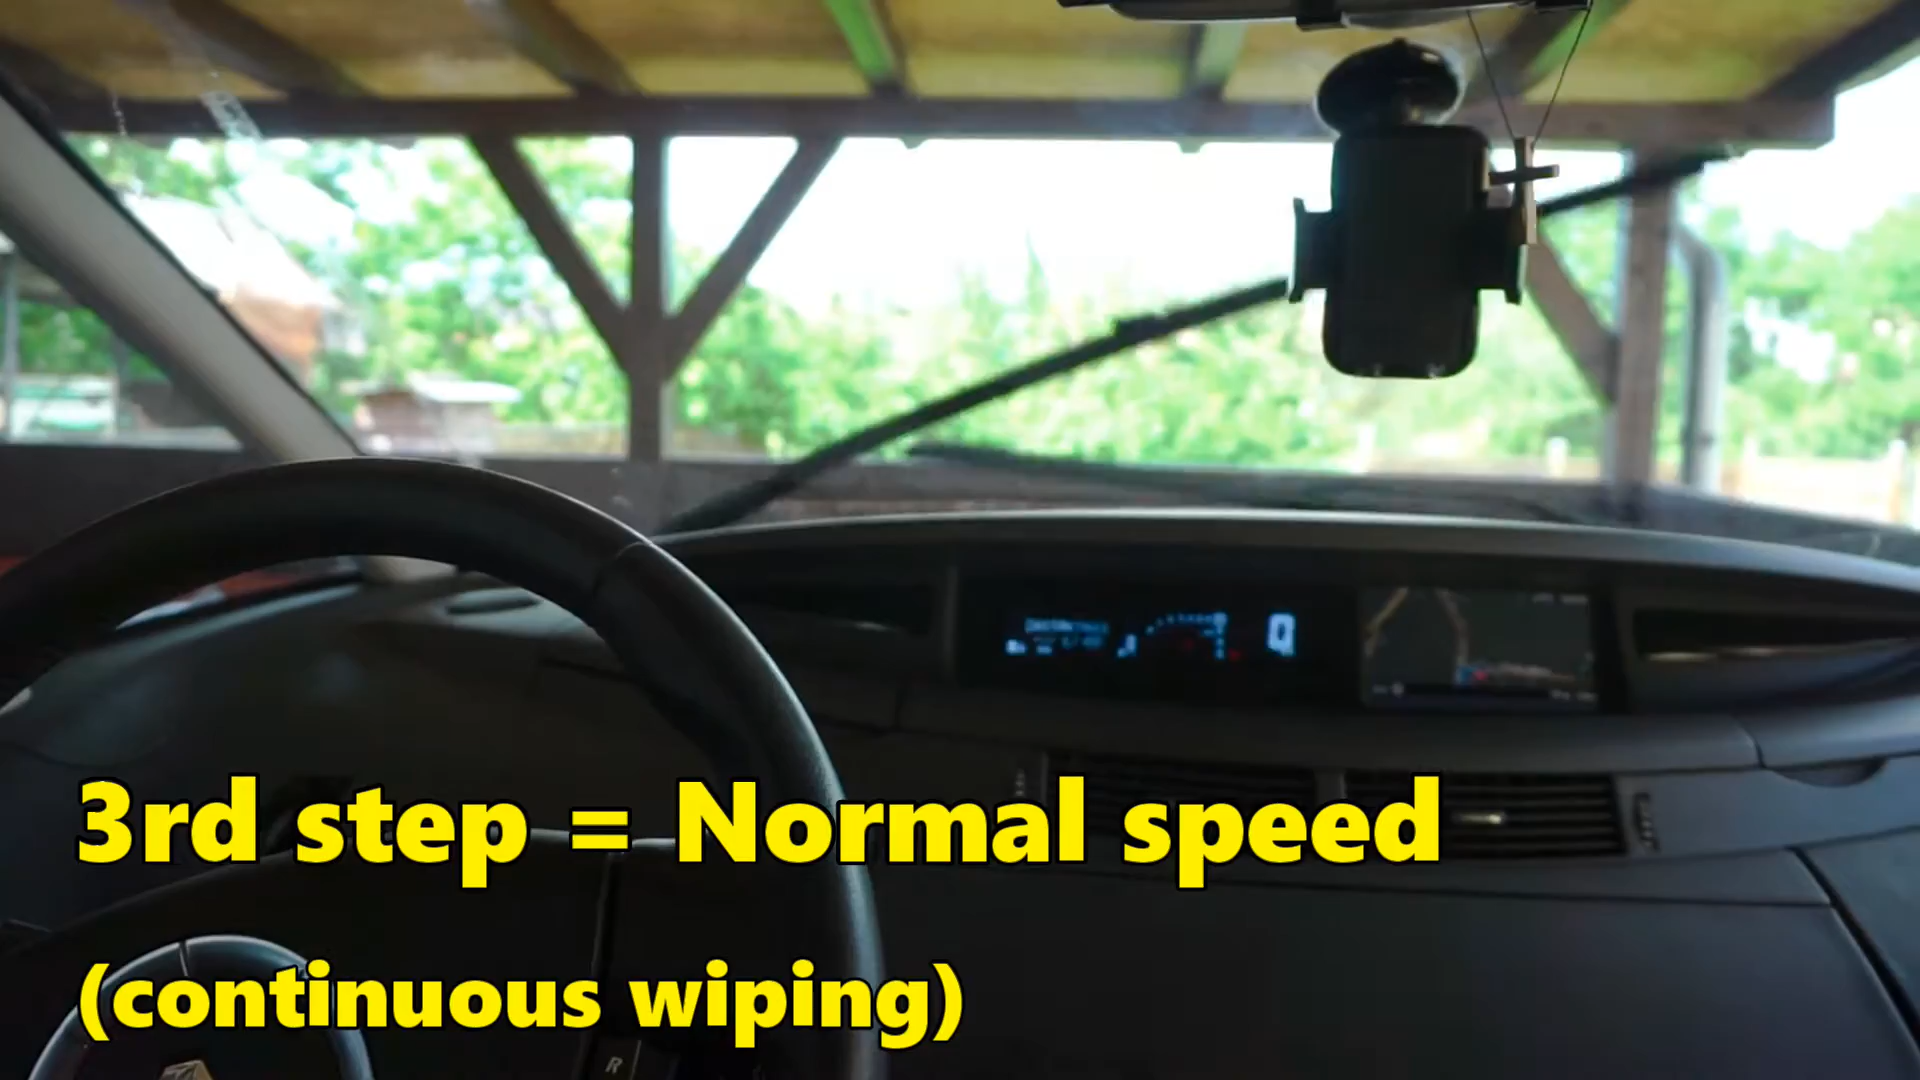 3rd step = Normal speed
(continuous wiping)
R